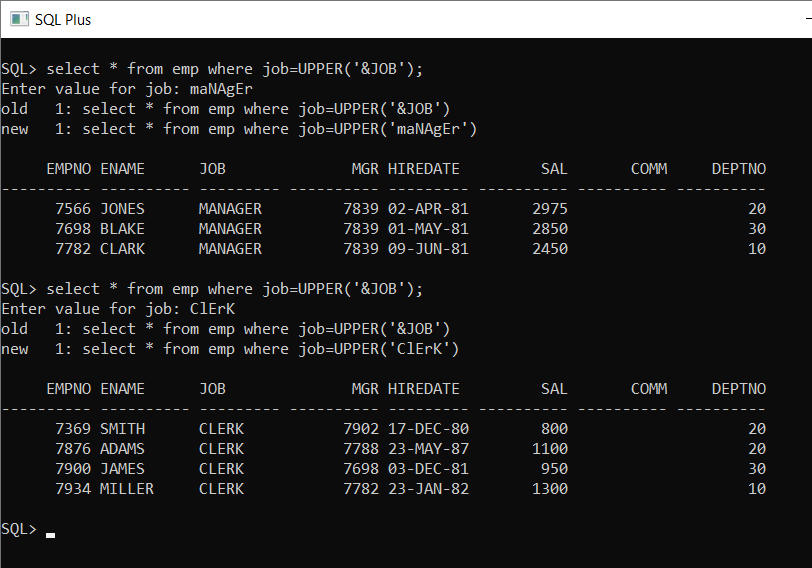 SQL Plus
SQL> select * from emp where job=UPPER('&JOB');
Enter value for job: maNAgEr
old   1: select * from emp where job=UPPER('&JOB')
new   1: select * from emp where job=UPPER('maNAgEr')
     EMPNO ENAME      JOB              MGR HIREDATE         SAL       COMM     DEPTNO
---------- ---------- --------- ---------- --------- ---------- ---------- ----------
      7566 JONES      MANAGER         7839 02-APR-81       2975                    20
      7698 BLAKE      MANAGER         7839 01-MAY-81       2850                    30
      7782 CLARK      MANAGER         7839 09-JUN-81       2450                    10
SQL> select * from emp where job=UPPER('&JOB');
Enter value for job: ClErK
old   1: select * from emp where job=UPPER('&JOB')
new   1: select * from emp where job=UPPER('ClErK')
     EMPNO ENAME      JOB              MGR HIREDATE         SAL       COMM     DEPTNO
---------- ---------- --------- ---------- --------- ---------- ---------- ----------
      7369 SMITH      CLERK           7902 17-DEC-80        800                    20
      7876 ADAMS      CLERK           7788 23-MAY-87       1100                    20
      7900 JAMES      CLERK           7698 03-DEC-81        950                    30
      7934 MILLER     CLERK           7782 23-JAN-82       1300                    10
SQL>